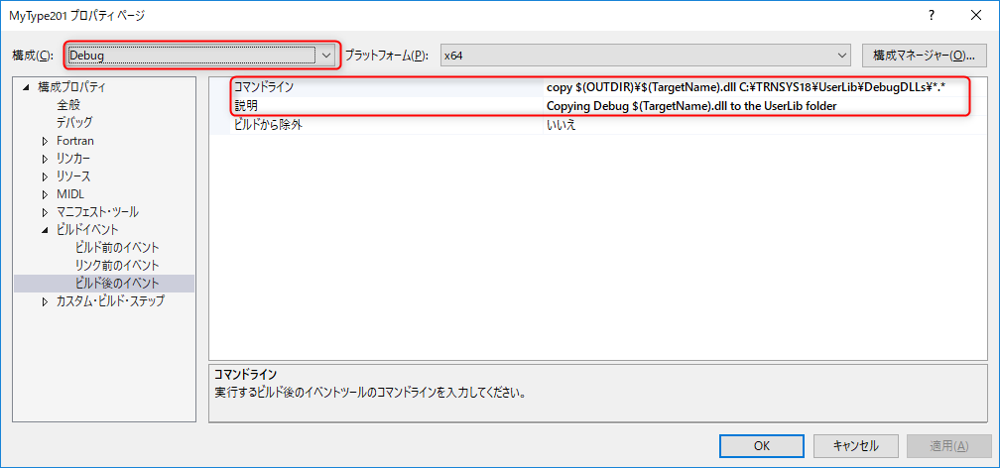 MyType201 プロパティ ページ
構成(C): Debug プラットフォーム(P): x64 構成マネージャー(O)...
構成プロパティ
全般
デバッグ
Fortran
リンカー
リソース
MIDL
マニフェスト・ツール
ビルドイベント
ビルド前のイベント
リンク前のイベント
ビルド後のイベント
カスタム・ビルド・ステップ
コマンドライン copy $(OUTDIR)¥$(TargetName).dll C:¥TRNSYS18¥UserLib¥DebugDLLs¥*.*
説明 Copying Debug $(TargetName).dll to the UserLib folder
ビルドから除外 いいえ
コマンドライン
実行するビルド後のイベントツールのコマンドラインを入力してください。
OK キャンセル 適用(A)